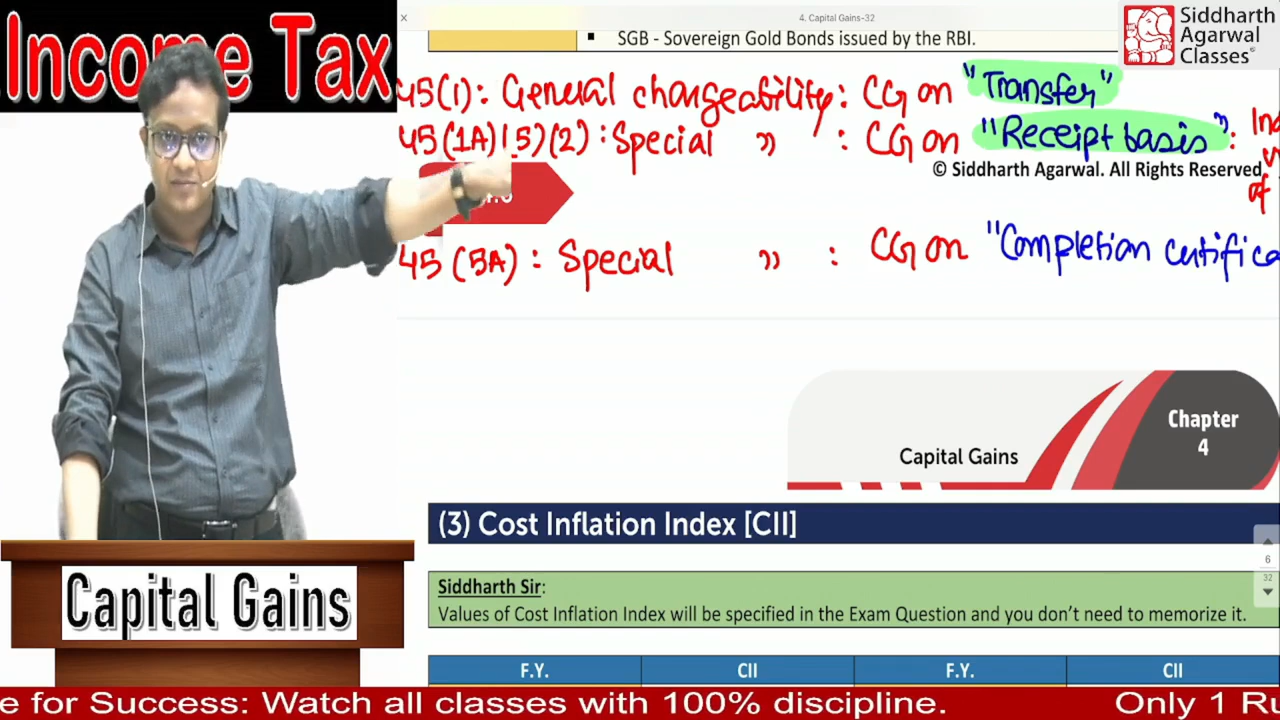 Income Tax
4. Capital Gains-32
SGB - Sovereign Gold Bonds issued by the RBI.
Siddharth
Agarwal
Classes
45(1): General chargeability: CG on "Transfer"
45(1A)(5)(2): Special " : CG on "Receipt basis":
© Siddharth Agarwal. All Rights Reserved
of
45 (5A): Special " : CG on "Completion
Chapter
4
Capital Gains
(3) Cost Inflation Index [CII]
Siddharth Sir:
Values of Cost Inflation Index will be specified in the Exam Question and you don't need to memorize it.
6
32
F.Y. CII F.Y. CII
Capital Gains
e for Success: Watch all classes with 100% discipline. Only 1